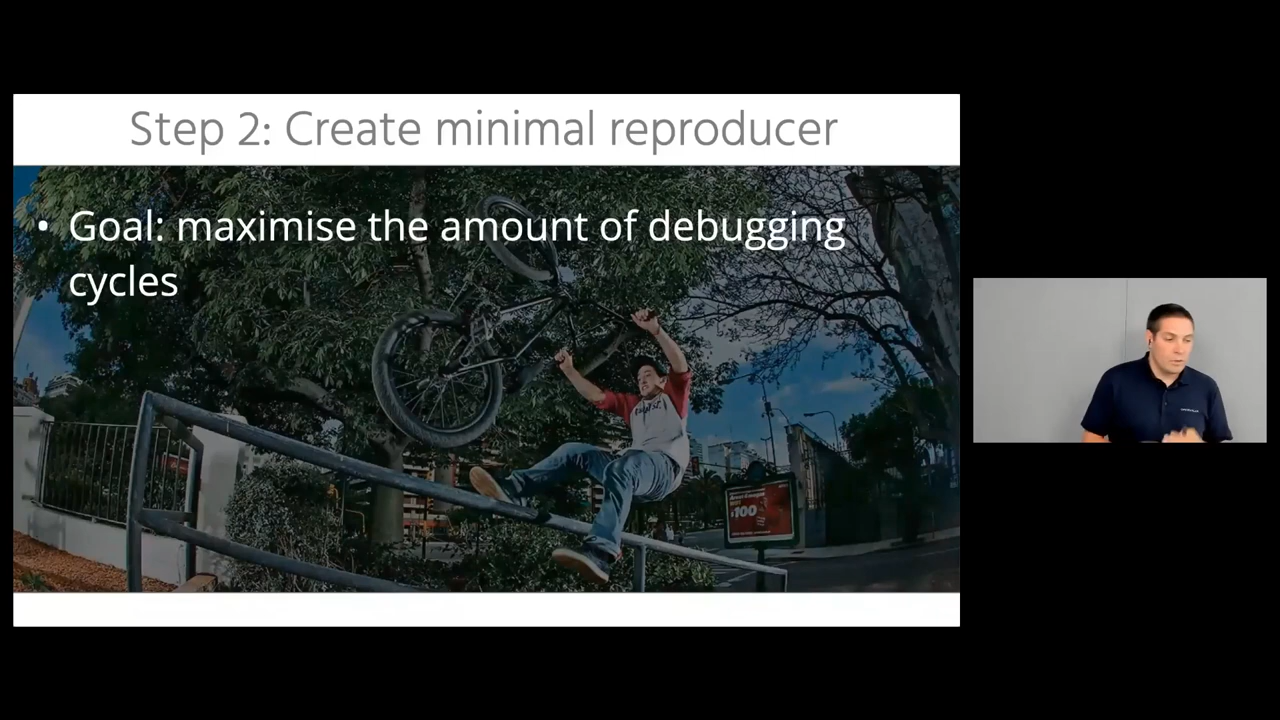 Step 2: Create minimal reproducer
• Goal: maximise the amount of debugging
cycles
$100